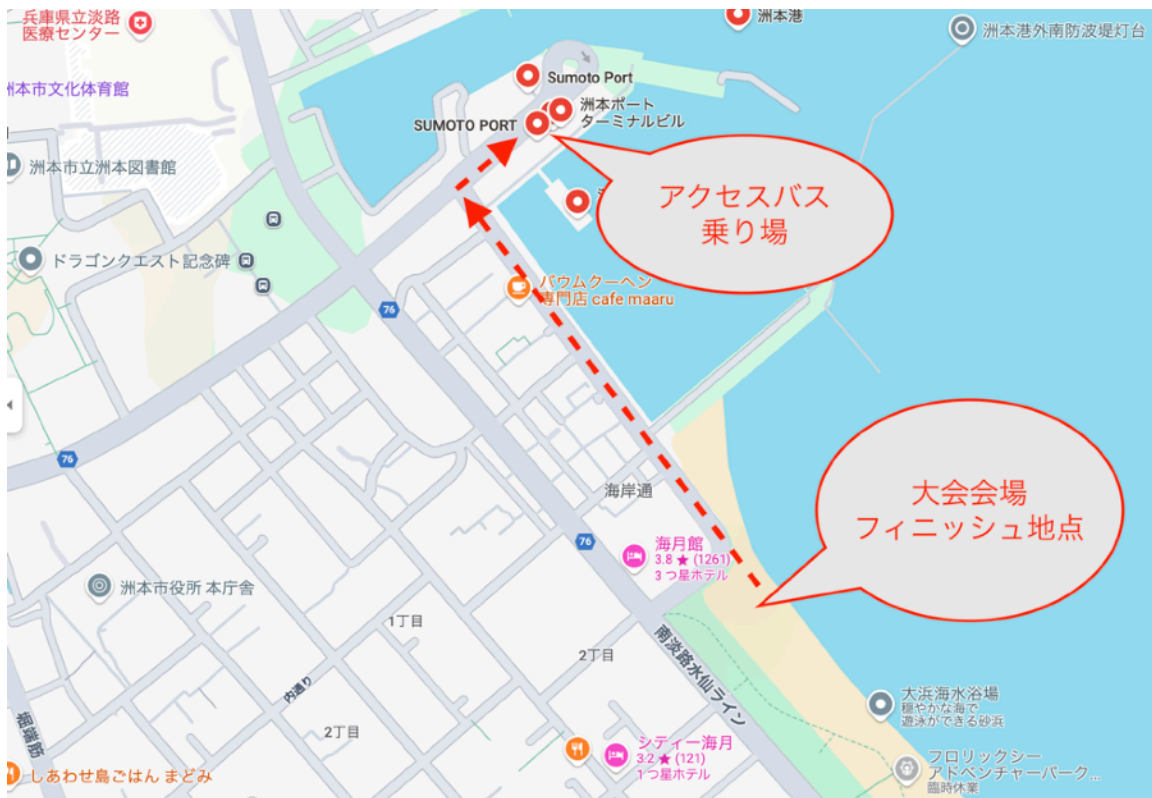 兵庫県立淡路
医療センター
洲本港
洲本港外南防波堤灯台
Sumoto Port
州本市文化体育館
洲本ポート
ターミナルビル
SUMOTO PORT
洲本市立洲本図書館
アクセスバス
乗り場
ドラゴンクエスト記念碑
バウムクーヘン
専門店 cafe maaru
76
76
海岸通
大会会場
フィニッシュ地点
76
海月館
3.8 ★ (1261)
3 つ星ホテル
洲本市役所 本庁舎
1丁目
2丁目
南淡路水仙ライン
内通り
大浜海水浴場
穏やかな海で
遊泳ができる砂浜
堀端筋
2丁目
シティー海月
3.2 ★ (121)
1 つ星ホテル
フロリックシー
アドベンチャーパーク...
臨時休業
しあわせ島ごはん まどみ